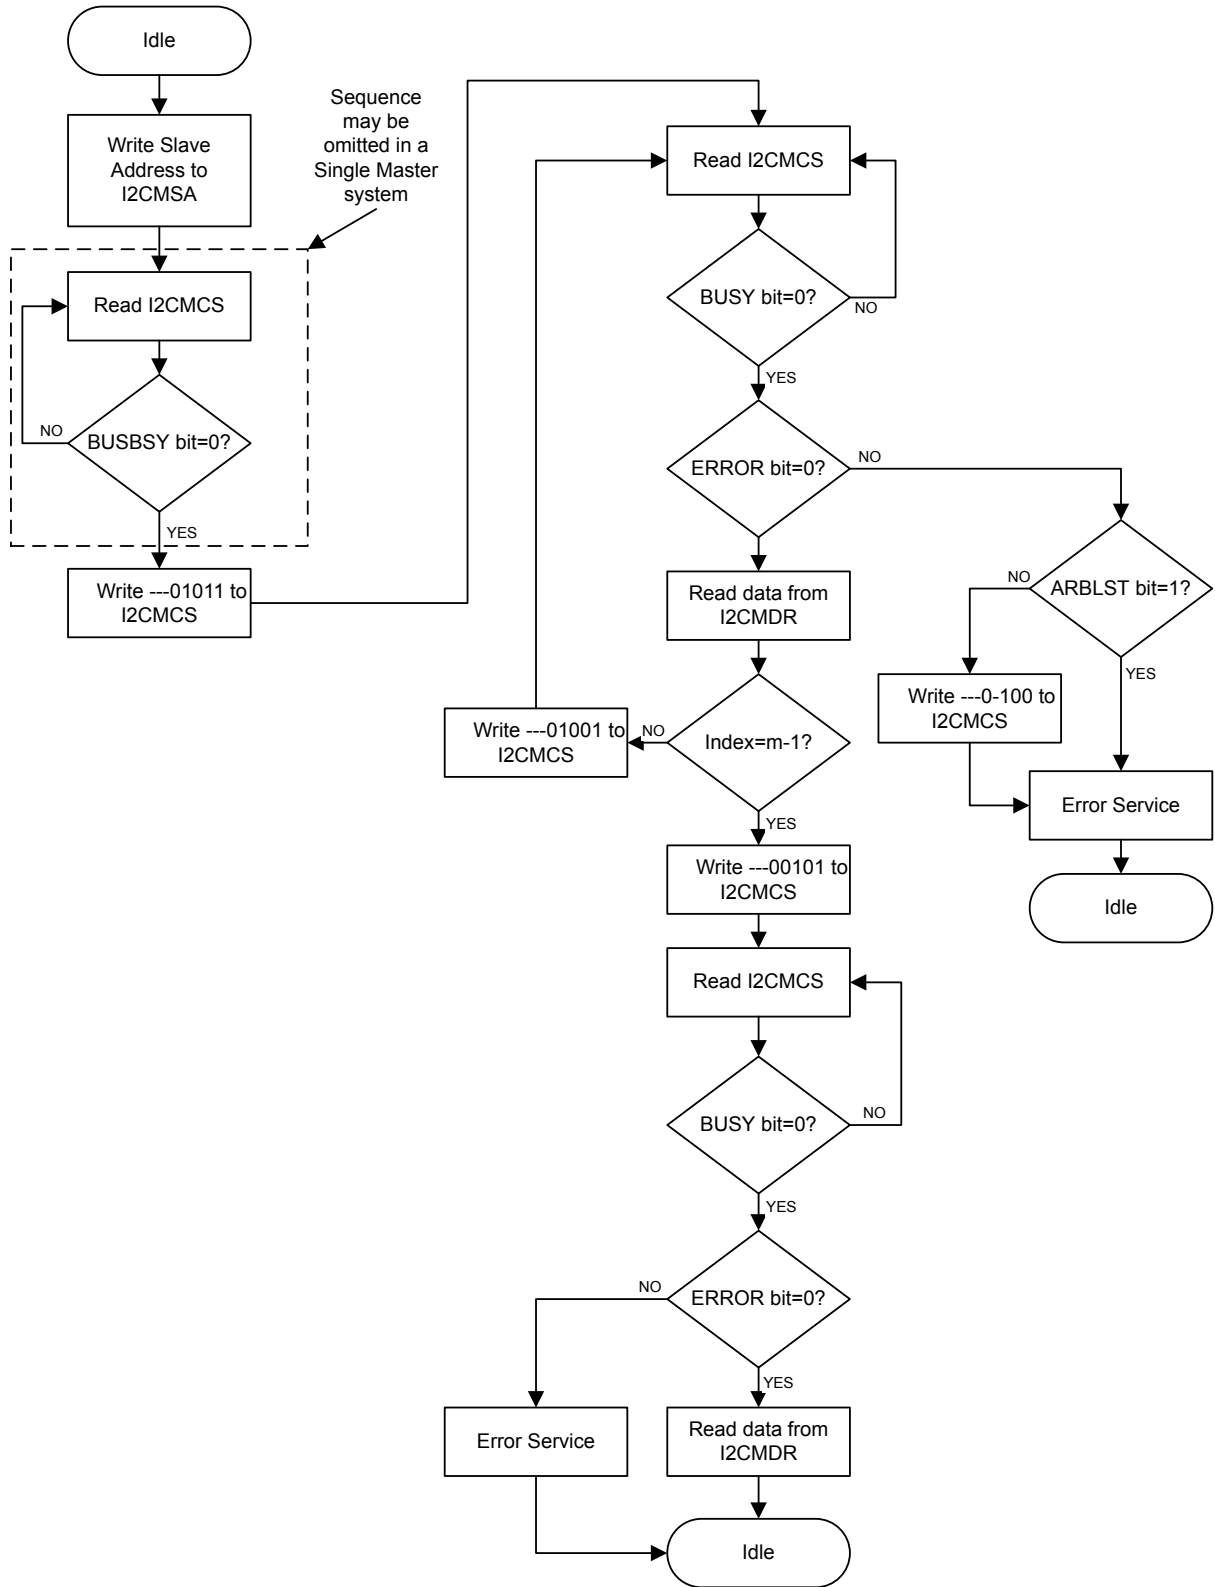 Idle
Write Slave
Address to
I2CMSA
Sequence
may be
omitted in a
Single Master
system
Read I2CMCS
BUSBSY bit=0?
NO
YES
Write ---01011 to
I2CMCS
Read I2CMCS
BUSY bit=0?
NO
YES
ERROR bit=0?
NO
Read data from
I2CMDR
ARBLST bit=1?
NO
YES
Write ---0-100 to
I2CMCS
Error Service
Idle
Index=m-1?
NO
Write ---01001 to
I2CMCS
YES
Write ---00101 to
I2CMCS
Read I2CMCS
BUSY bit=0?
NO
YES
ERROR bit=0?
NO
YES
Error Service
Read data from
I2CMDR
Idle